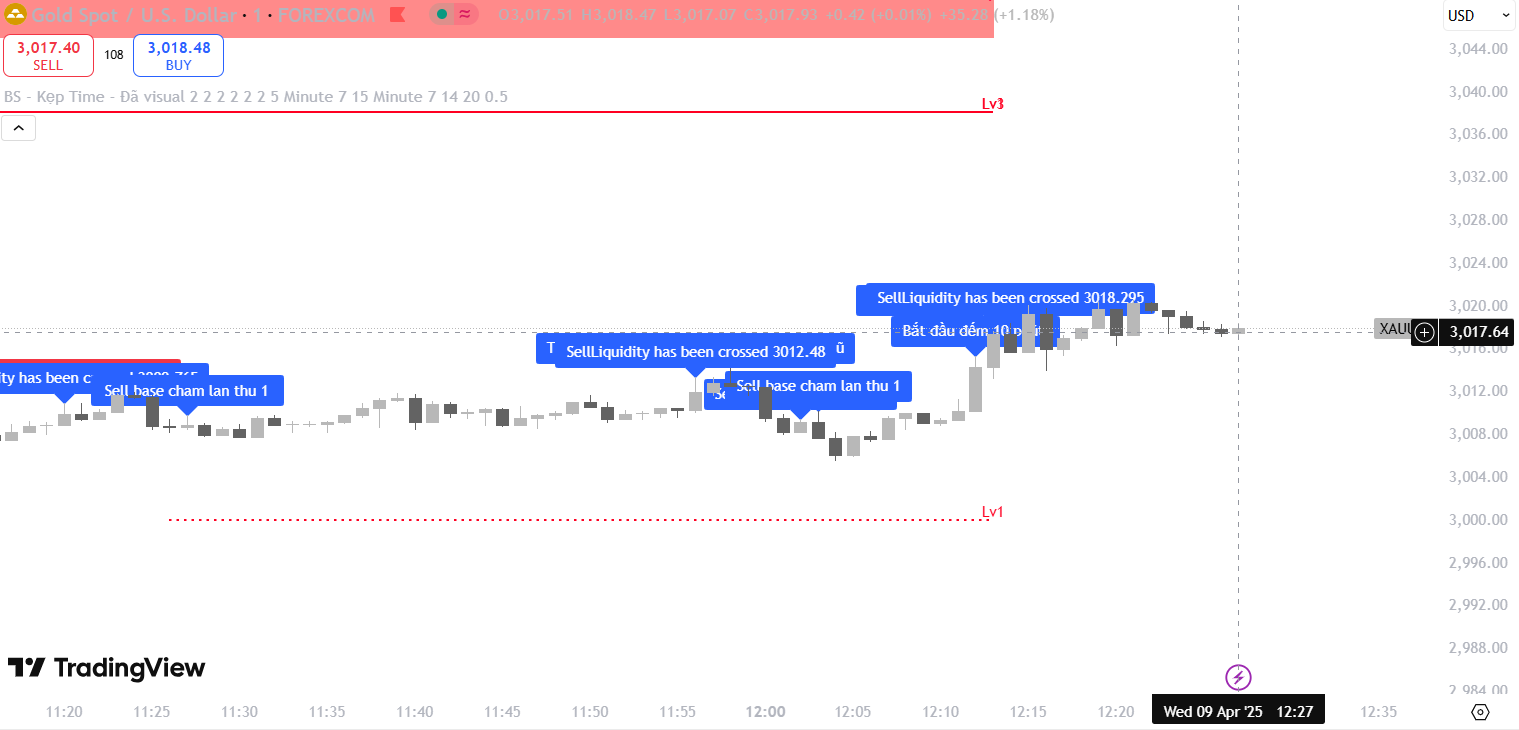 Gold Spot / U.S. Dollar · 1 · FOREXCOM O3,017.51 H3,018.47 L3,017.07 C3,017.93 +0.42 (+0.01%) +35.28 (+1.18%)
USD
3,017.40
SELL
108
3,018.48
BUY
BS - Kẹp Time - Đã visual 2 2 2 2 2 2 5 Minute 7 15 Minute 7 14 20 0.5
Lv3
3,044.00
3,040.00
3,036.00
3,032.00
3,028.00
3,024.00
3,020.00
3,016.00
3,012.00
3,008.00
3,004.00
3,000.00
2,996.00
2,992.00
2,988.00
2,984.00
SellLiquidity has been crossed 3018.295
Bắt đầu đếm 10
XAUU
3,017.64
T
SellLiquidity has been crossed 3012.48
ũ
Sell base cham lan thu 1
has been
Sell base cham lan thu 1
Lv1
TradingView
11:20
11:25
11:30
11:35
11:40
11:45
11:50
11:55
12:00
12:05
12:10
12:15
12:20
Wed 09 Apr '25 12:27
12:35